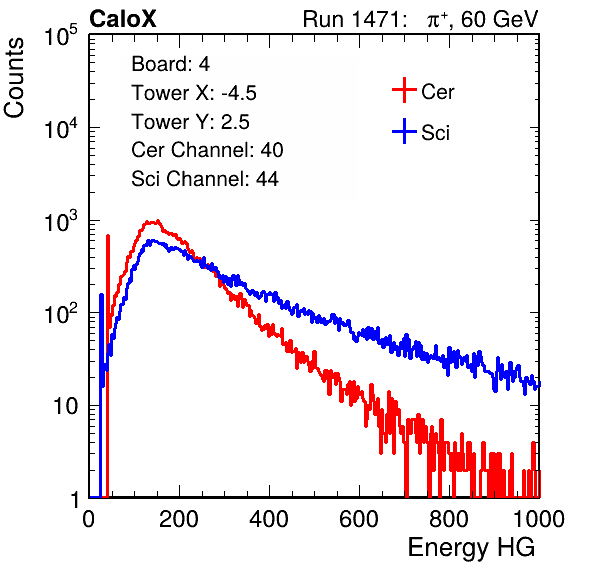 CaloX Run 1471: π⁺, 60 GeV
Counts
10⁵
10⁴
10³
10²
10
1
Board: 4
Tower X: -4.5
Tower Y: 2.5
Cer Channel: 40
Sci Channel: 44
Cer
Sci
0 200 400 600 800 1000
Energy HG